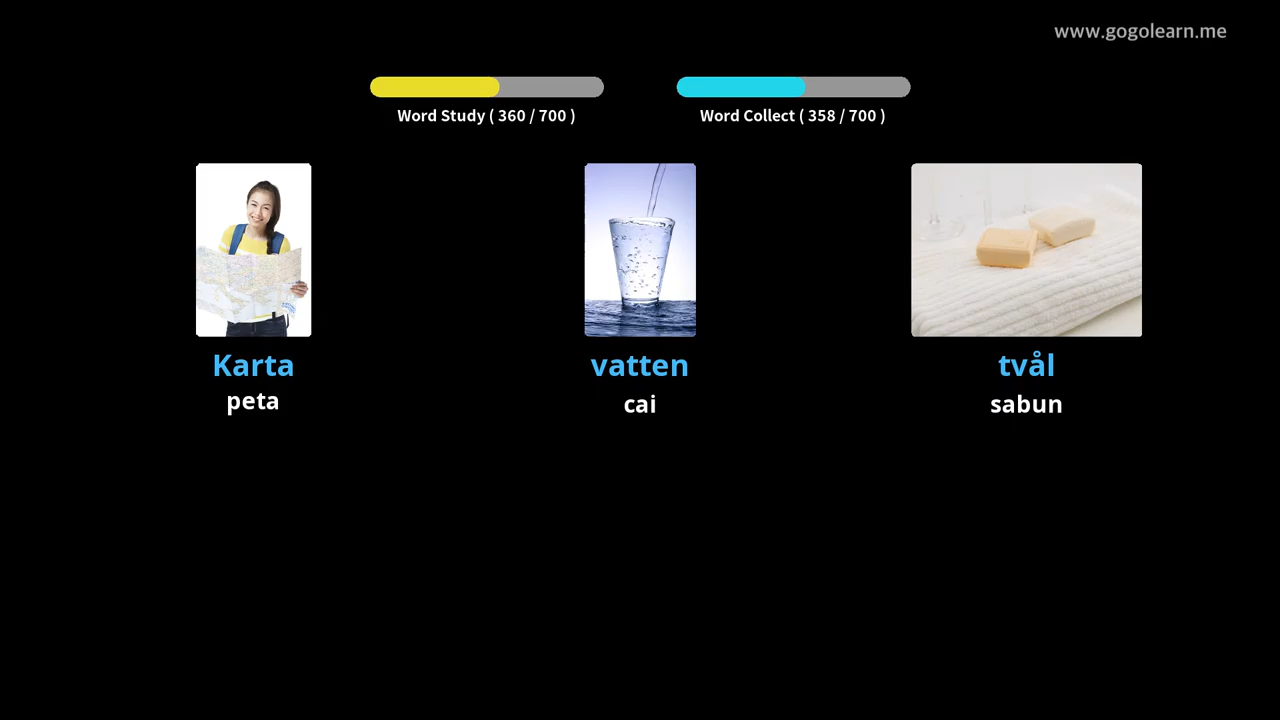 www.gogolearn.me
Word Study ( 360 / 700 )
Word Collect ( 358 / 700 )
Karta
peta
vatten
cai
tvål
sabun